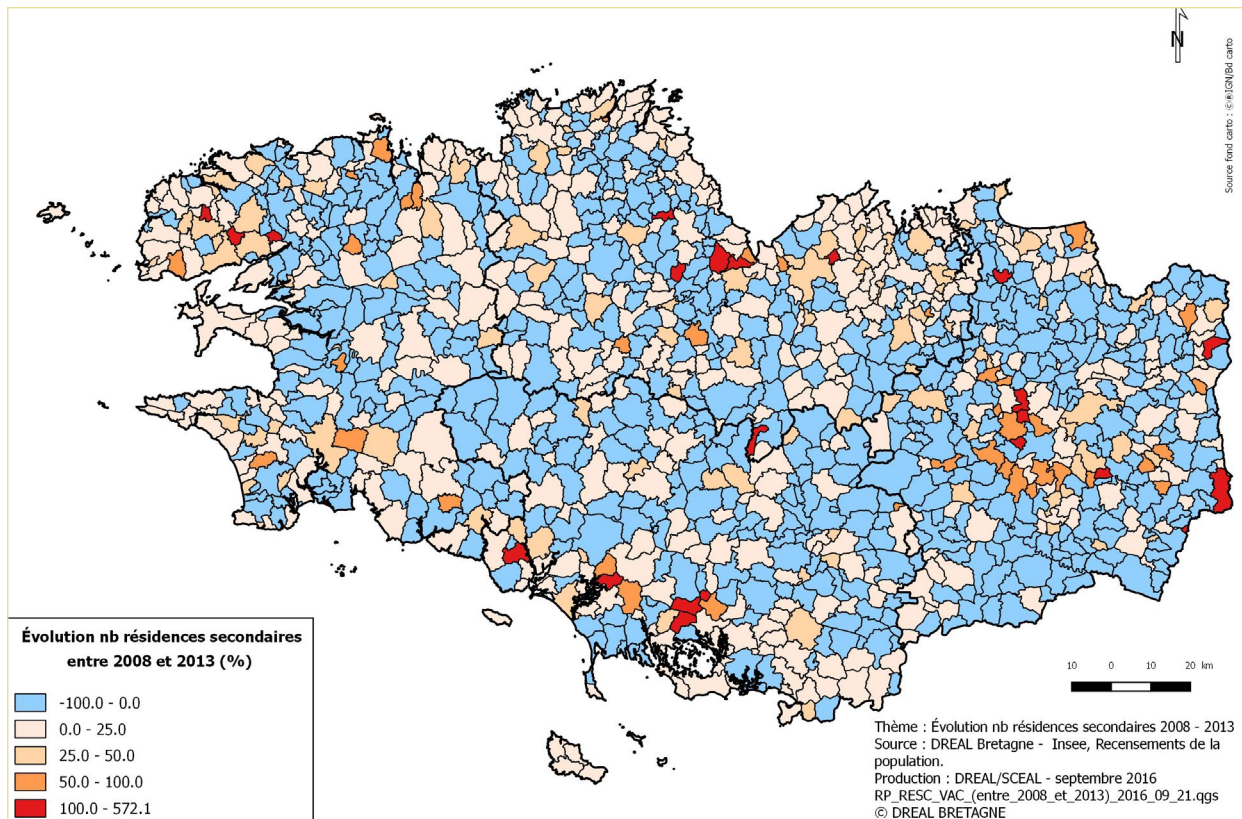 N
Source fond carto : ©®IGN/Bd carto
Évolution nb résidences secondaires
entre 2008 et 2013 (%)
-100.0 - 0.0
0.0 - 25.0
25.0 - 50.0
50.0 - 100.0
100.0 - 572.1
10 0 10 20 km
Thème : Évolution nb résidences secondaires 2008 - 2013
Source : DREAL Bretagne - Insee, Recensements de la
population.
Production : DREAL/SCEAL - septembre 2016
RP_RESC_VAC_(entre_2008_et_2013)_2016_09_21.qgs
© DREAL BRETAGNE